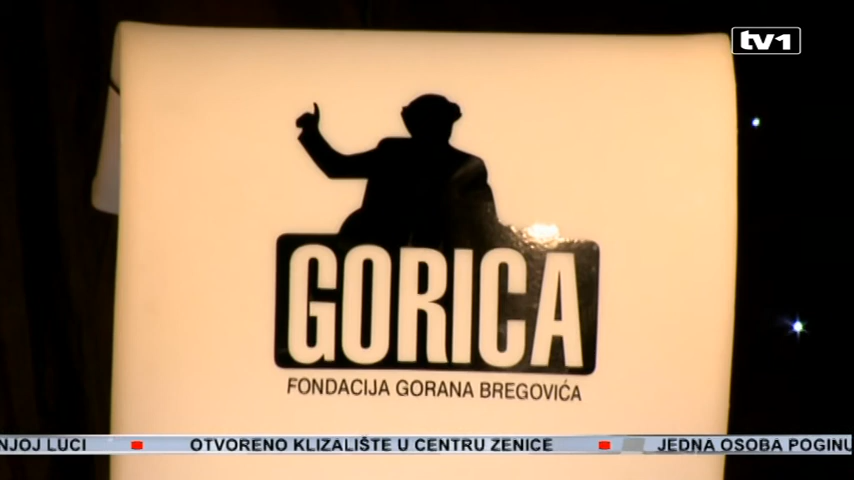 tv1
GORICA
FONDACIJA GORANA BREGOVIĆA
NJOJ LUCI OTVORENO KLIZALIŠTE U CENTRU ZENICE JEDNA OSOBA POGINU